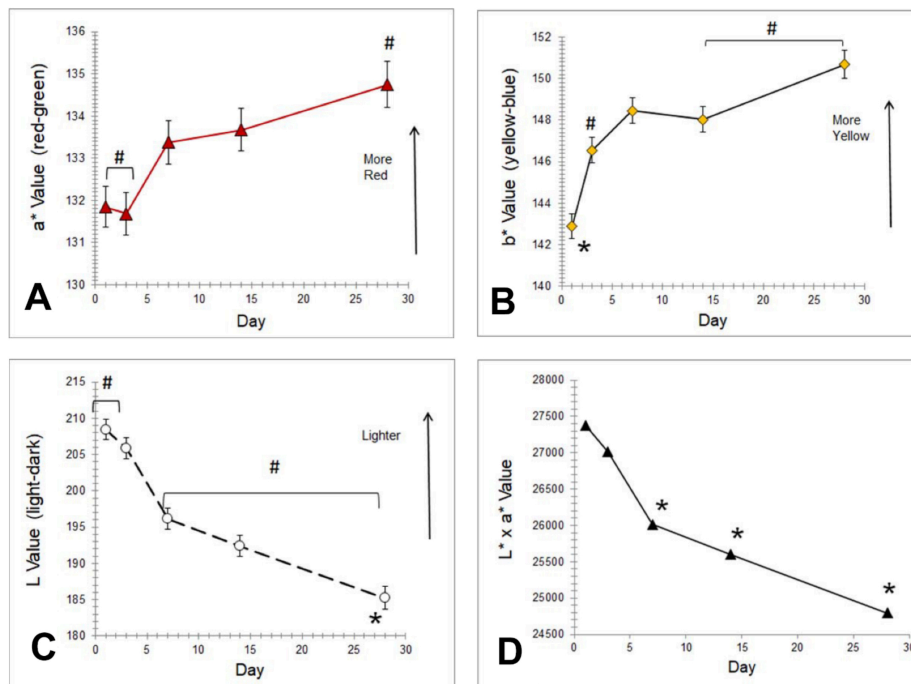 136
135
134
133
132
131
130
a* Value (red-green)
#
#
More
Red
0 5 10 15 20 25 30
Day
A
152
150
148
146
144
142
140
b* Value (yellow-blue)
#
#
*
More
Yellow
0 5 10 15 20 25 30
Day
B
215
210
205
200
195
190
185
180
L Value (light-dark)
#
#
*
Lighter
0 5 10 15 20 25 30
Day
C
28000
27500
27000
26500
26000
25500
25000
24500
L* x a* Value
*
*
*
0 5 10 15 20 25 30
Day
D